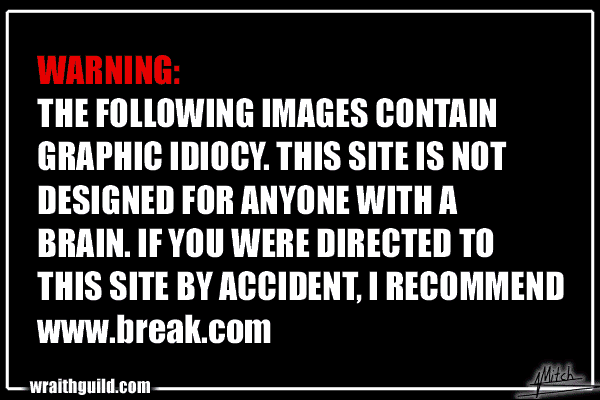 WARNING:
THE FOLLOWING IMAGES CONTAIN
GRAPHIC IDIOCY. THIS SITE IS NOT
DESIGNED FOR ANYONE WITH A
BRAIN. IF YOU WERE DIRECTED TO
THIS SITE BY ACCIDENT, I RECOMMEND
www.break.com
wraithguild.com
Mitch